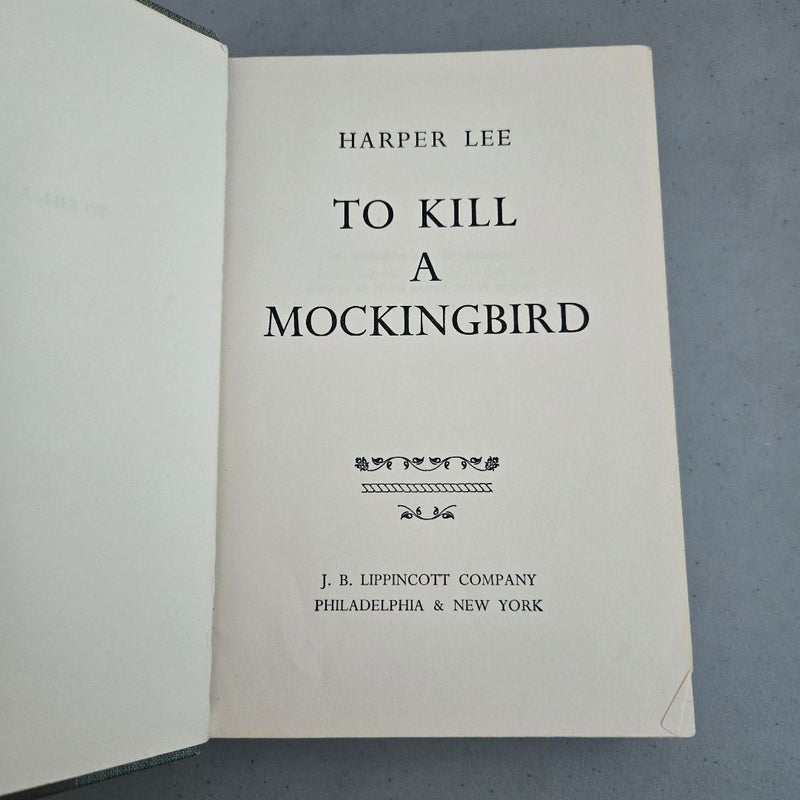 HARPER LEE
TO KILL
A
MOCKINGBIRD
J. B. LIPPINCOTT COMPANY
PHILADELPHIA & NEW YORK